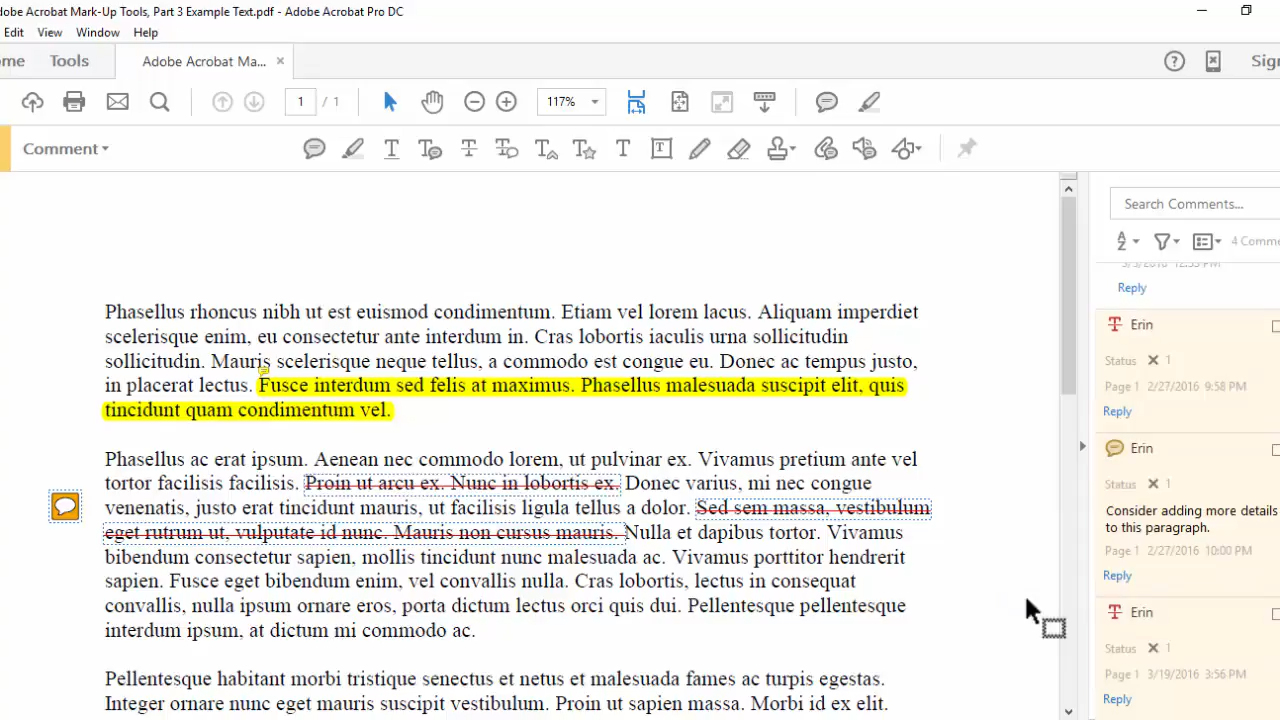 dobe Acrobat Mark-Up Tools, Part 3 Example Text.pdf - Adobe Acrobat Pro DC
Edit View Window Help
ome Tools Adobe Acrobat Ma... × Sign
1 / 1 117%
Comment
Search Comments...
4 Comme
3/3/2016 12:53 PM
Reply
Phasellus rhoncus nibh ut est euismod condimentum. Etiam vel lorem lacus. Aliquam imperdiet
scelerisque enim, eu consectetur ante interdum in. Cras lobortis iaculis urna sollicitudin
sollicitudin. Mauris scelerisque neque tellus, a commodo est congue eu. Donec ac tempus justo,
in placerat lectus. Fusce interdum sed felis at maximus. Phasellus malesuada suscipit elit, quis
tincidunt quam condimentum vel.
Phasellus ac erat ipsum. Aenean nec commodo lorem, ut pulvinar ex. Vivamus pretium ante vel
tortor facilisis facilisis. Proin ut arcu ex. Nunc in lobortis ex. Donec varius, mi nec congue
venenatis, justo erat tincidunt mauris, ut facilisis ligula tellus a dolor. Sed sem massa, vestibulum
eget rutrum ut, vulputate id nunc. Mauris non cursus mauris. Nulla et dapibus tortor. Vivamus
bibendum consectetur sapien, mollis tincidunt nunc malesuada ac. Vivamus porttitor hendrerit
sapien. Fusce eget bibendum enim, vel convallis nulla. Cras lobortis, lectus in consequat
convallis, nulla ipsum ornare eros, porta dictum lectus orci quis dui. Pellentesque pellentesque
interdum ipsum, at dictum mi commodo ac.
Pellentesque habitant morbi tristique senectus et netus et malesuada fames ac turpis egestas.
Integer ornare nunc eget mauris suscipit vestibulum. Proin ut sapien massa. Morbi id ex elit.
Erin
Status 1
Page 1 2/27/2016 9:58 PM
Reply
Erin
Status 1
Consider adding more details
to this paragraph.
Page 1 2/27/2016 10:00 PM
Reply
Erin
Status 1
Page 1 3/19/2016 3:56 PM
Reply